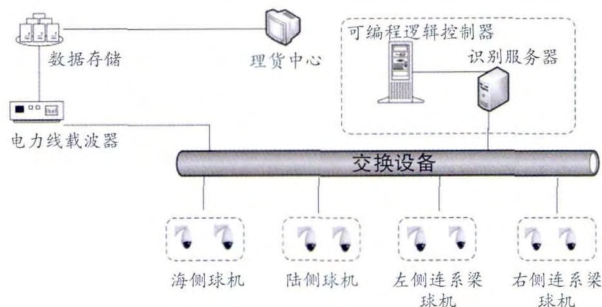 可编程逻辑控制器
数据存储
理货中心
识别服务器
电力线载波器
交换设备
海侧球机
陆侧球机
左侧连系梁
球机
右侧连系梁
球机